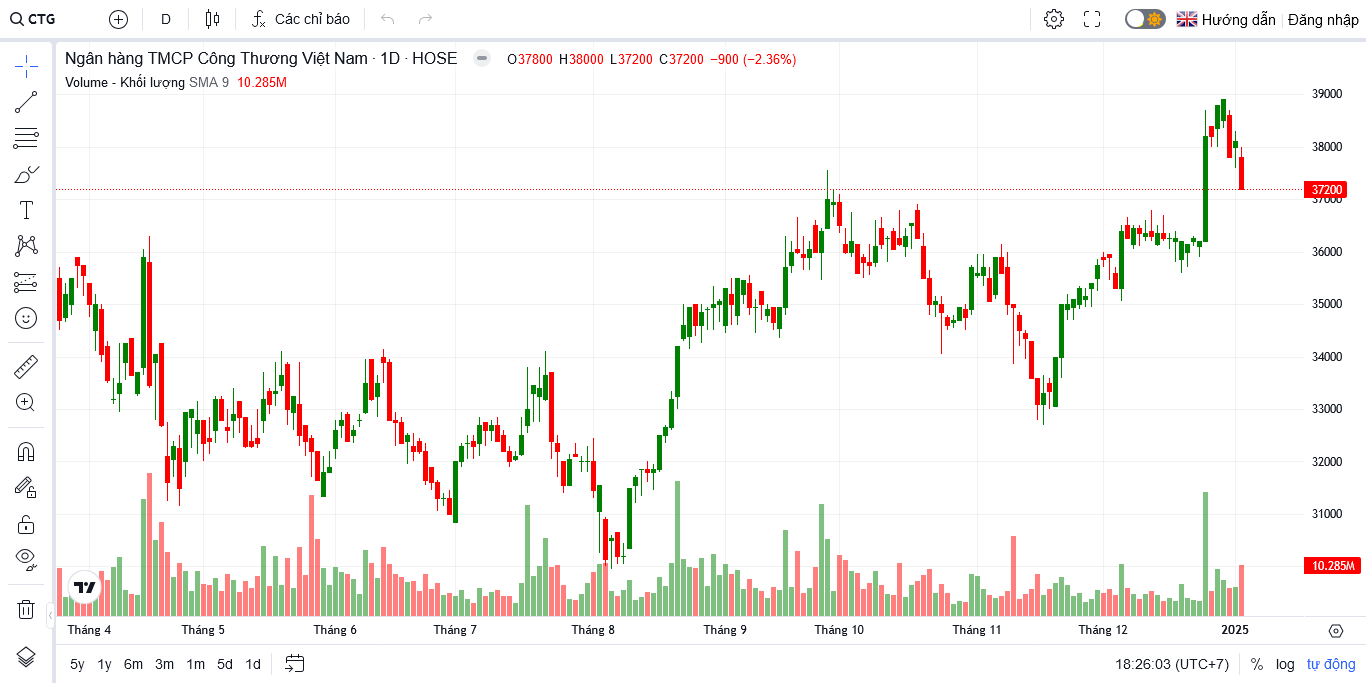 CTG
D
Các chỉ báo
Hướng dẫn
Đăng nhập
Ngân hàng TMCP Công Thương Việt Nam · 1D · HOSE
O37800 H38000 L37200 C37200 −900 (−2.36%)
Volume - Khối lượng SMA 9 10.285M
39000
38000
37200
37000
36000
35000
34000
33000
32000
31000
10.285M
Tháng 4 Tháng 5 Tháng 6 Tháng 7 Tháng 8 Tháng 9 Tháng 10 Tháng 11 Tháng 12 2025
5y 1y 6m 3m 1m 5d 1d
18:26:03 (UTC+7) % log tự động